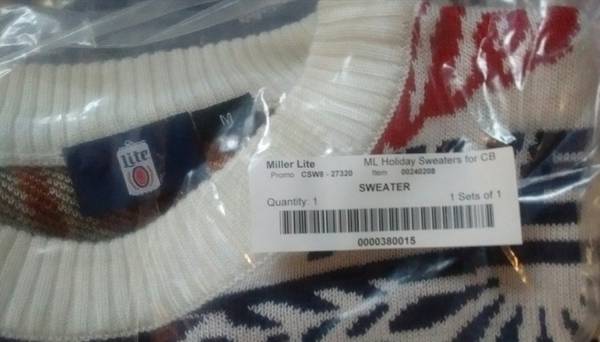 lite
M
Miller Lite ML Holiday Sweaters for CB
Promo CSW8 - 27320 Item 00240208
SWEATER
Quantity: 1 1 Sets of 1
0000380015